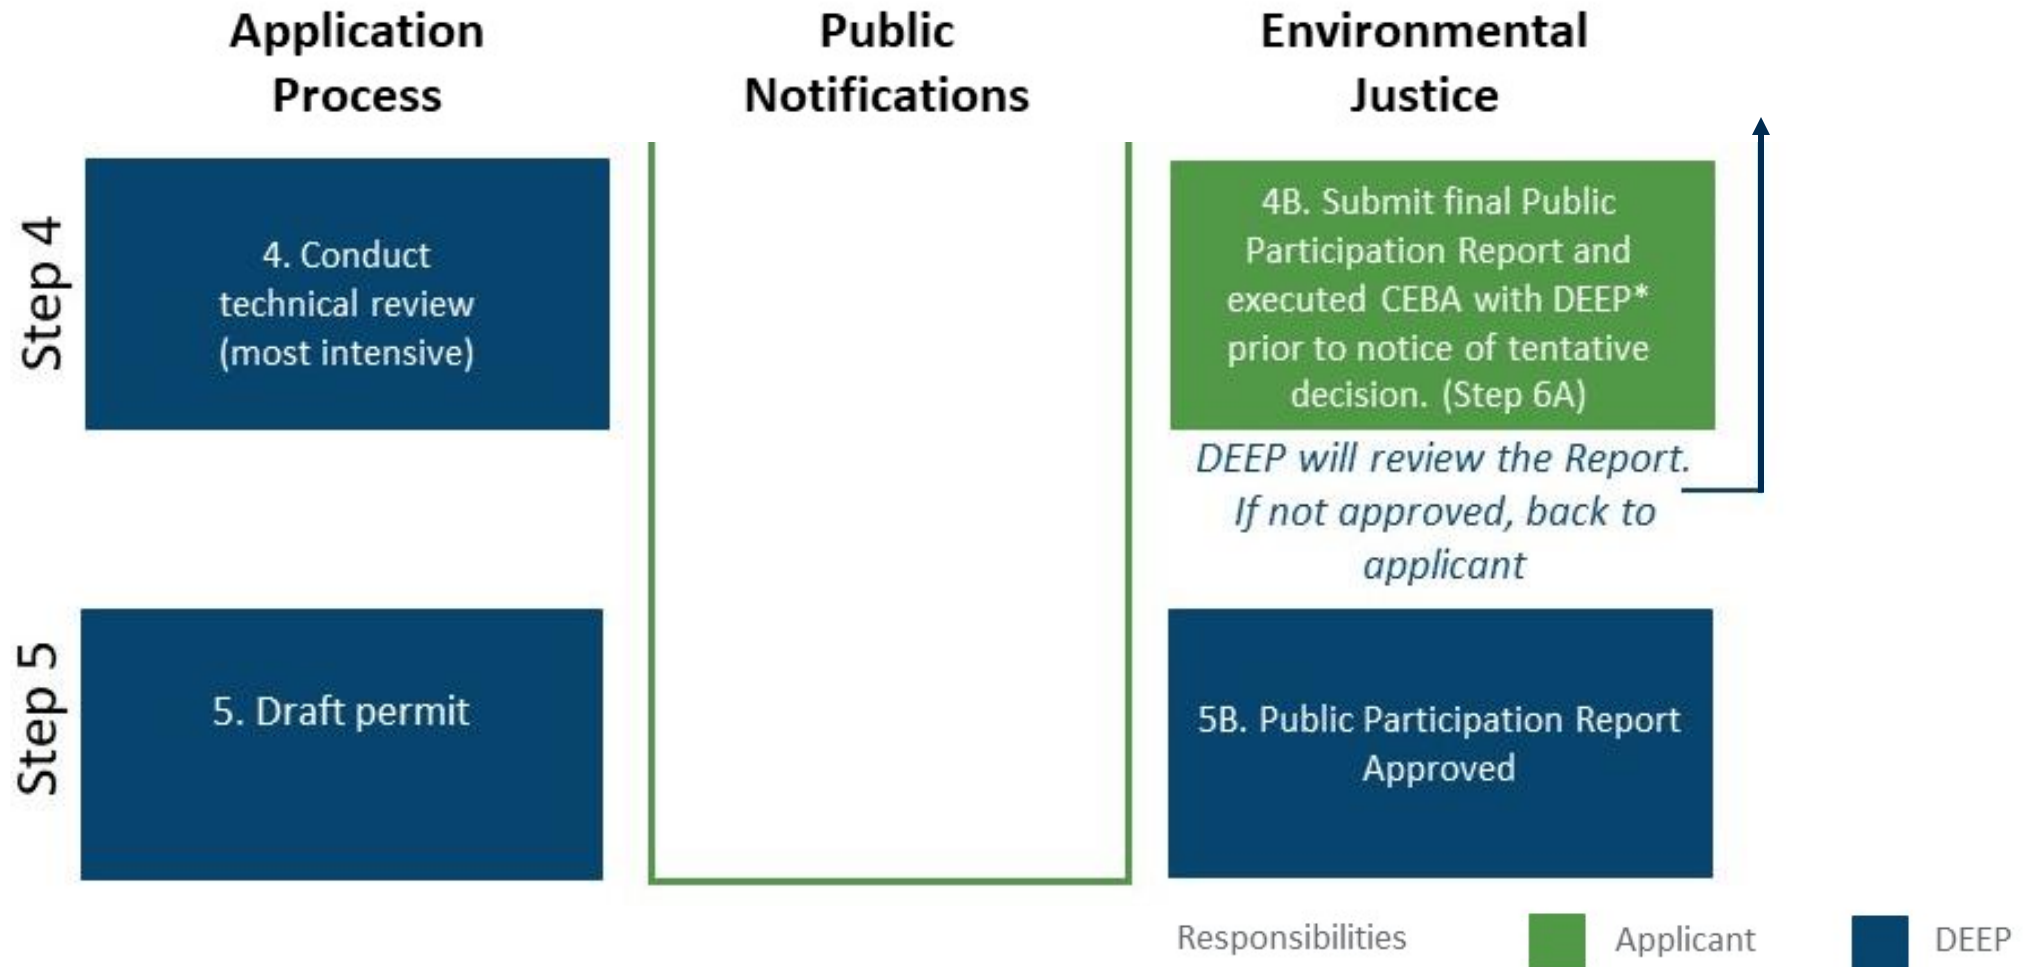 Application
Process
Public
Notifications
Environmental
Justice
Step 4
4. Conduct
technical review
(most intensive)
4B. Submit final Public
Participation Report and
executed CEBA with DEEP*
prior to notice of tentative
decision. (Step 6A)
DEEP will review the Report.
If not approved, back to
applicant
Step 5
5. Draft permit
5B. Public Participation Report
Approved
Responsibilities
Applicant
DEEP